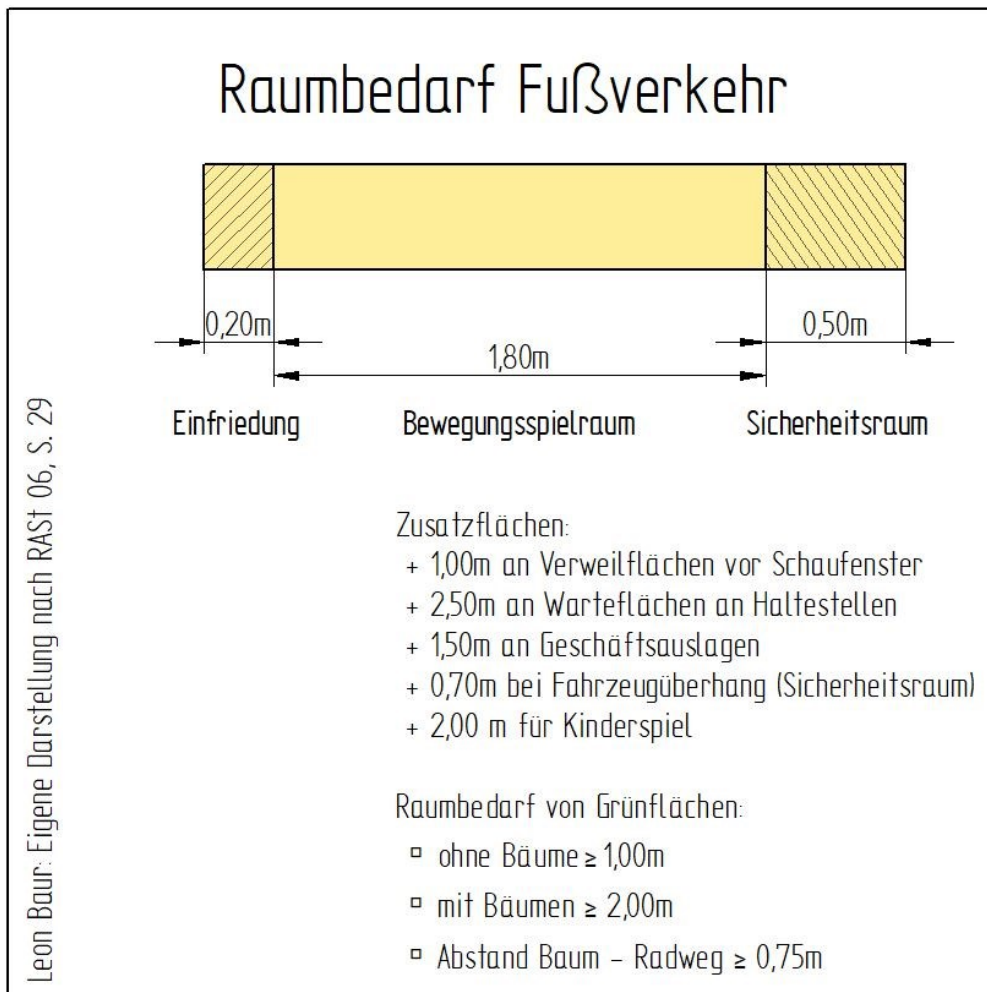 Raumbedarf Fußverkehr
0,20m
0,50m
1,80m
Einfriedung
Bewegungsspielraum
Sicherheitsraum
Zusatzflächen:
+ 1,00m an Verweilflächen vor Schaufenster
+ 2,50m an Warteflächen an Haltestellen
+ 1,50m an Geschäftsauslagen
+ 0,70m bei Fahrzeugüberhang (Sicherheitsraum)
+ 2,00 m für Kinderspiel
Raumbedarf von Grünflächen:
▫ ohne Bäume ≥ 1,00m
▫ mit Bäumen ≥ 2,00m
▫ Abstand Baum - Radweg ≥ 0,75m
Leon Baur: Eigene Darstellung nach RASt 06, S. 29